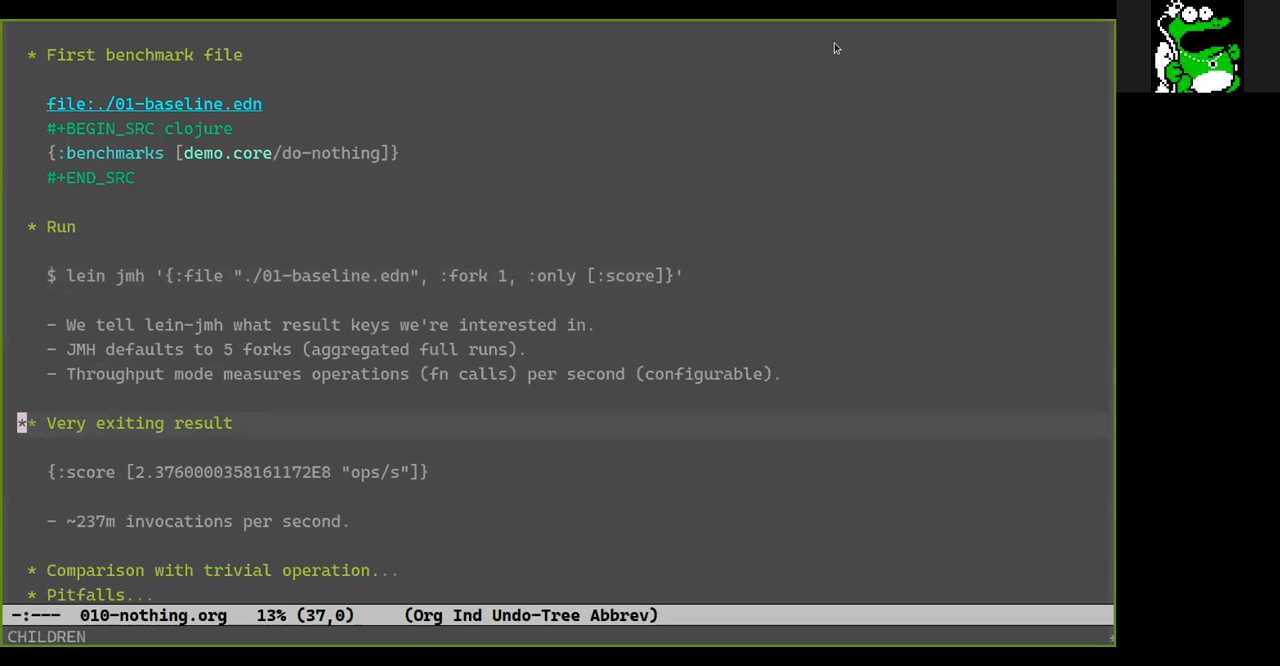 * First benchmark file
file:./01-baseline.edn
#+BEGIN_SRC clojure
{:benchmarks [demo.core/do-nothing]}
#+END_SRC
* Run
$ lein jmh '{:file "./01-baseline.edn", :fork 1, :only [:score]}'
- We tell lein-jmh what result keys we're interested in.
- JMH defaults to 5 forks (aggregated full runs).
- Throughput mode measures operations (fn calls) per second (configurable).
** Very exiting result
{:score [2.3760000358161172E8 "ops/s"]}
- ~237m invocations per second.
* Comparison with trivial operation...
* Pitfalls...
-:--- 010-nothing.org 13% (37,0) (Org Ind Undo-Tree Abbrev)
CHILDREN